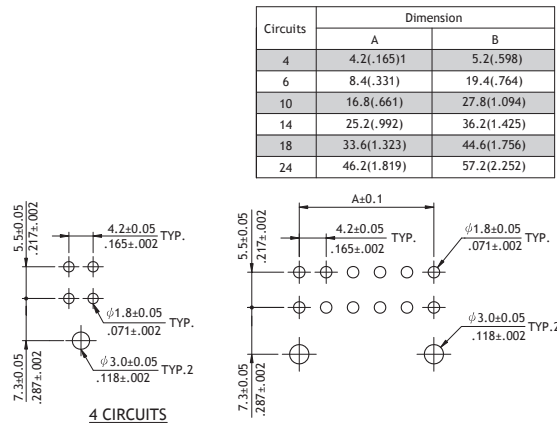 Circuits Dimension
A B
4 4.2(.165)1 5.2(.598)
6 8.4(.331) 19.4(.764)
10 16.8(.661) 27.8(1.094)
14 25.2(.992) 36.2(1.425)
18 33.6(1.323) 44.6(1.756)
24 46.2(1.819) 57.2(2.252)
5.5±0.05
.217±.002
4.2±0.05
.165±.002
TYP.
ϕ1.8±0.05
.071±.002
TYP.
7.3±0.05
.287±.002
ϕ3.0±0.05
.118±.002
TYP.2
4 CIRCUITS
A±0.1
5.5±0.05
.217±.002
4.2±0.05
.165±.002
TYP.
ϕ1.8±0.05
.071±.002
TYP.
7.3±0.05
.287±.002
ϕ3.0±0.05
.118±.002
TYP.2